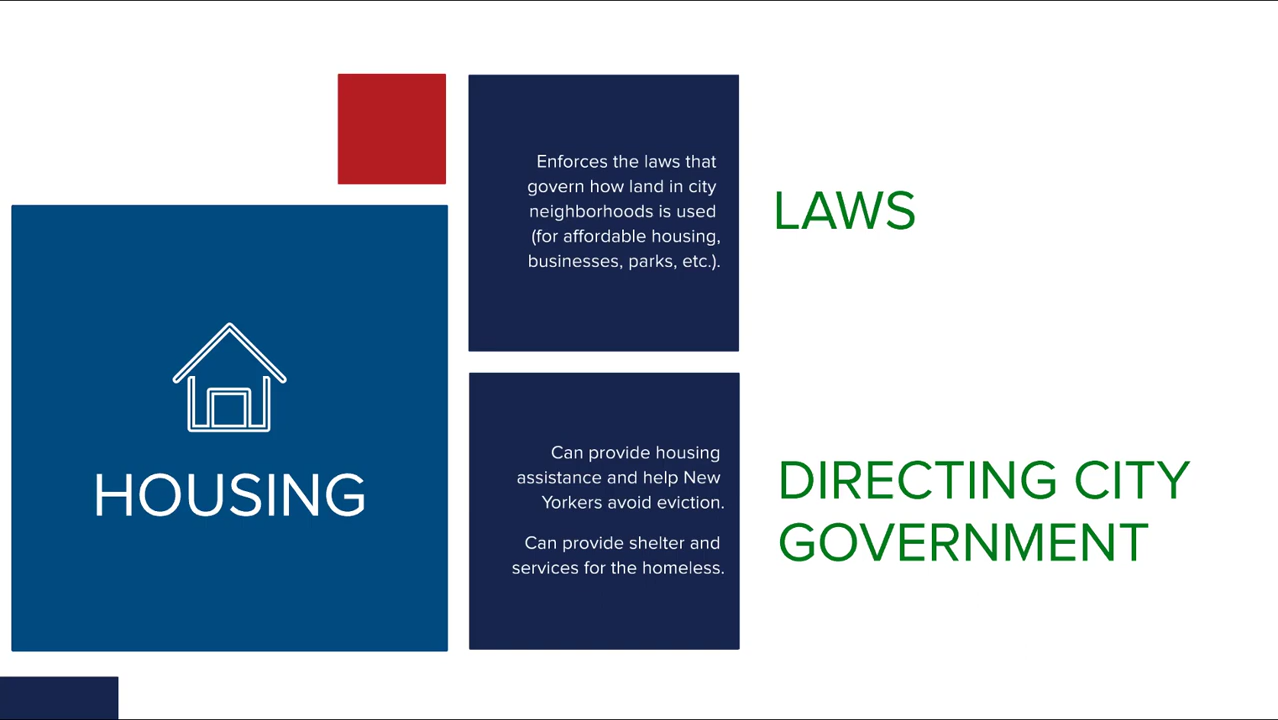 HOUSING
Enforces the laws that
govern how land in city
neighborhoods is used
(for affordable housing,
businesses, parks, etc.).
LAWS
Can provide housing
assistance and help New
Yorkers avoid eviction.
Can provide shelter and
services for the homeless.
DIRECTING CITY
GOVERNMENT